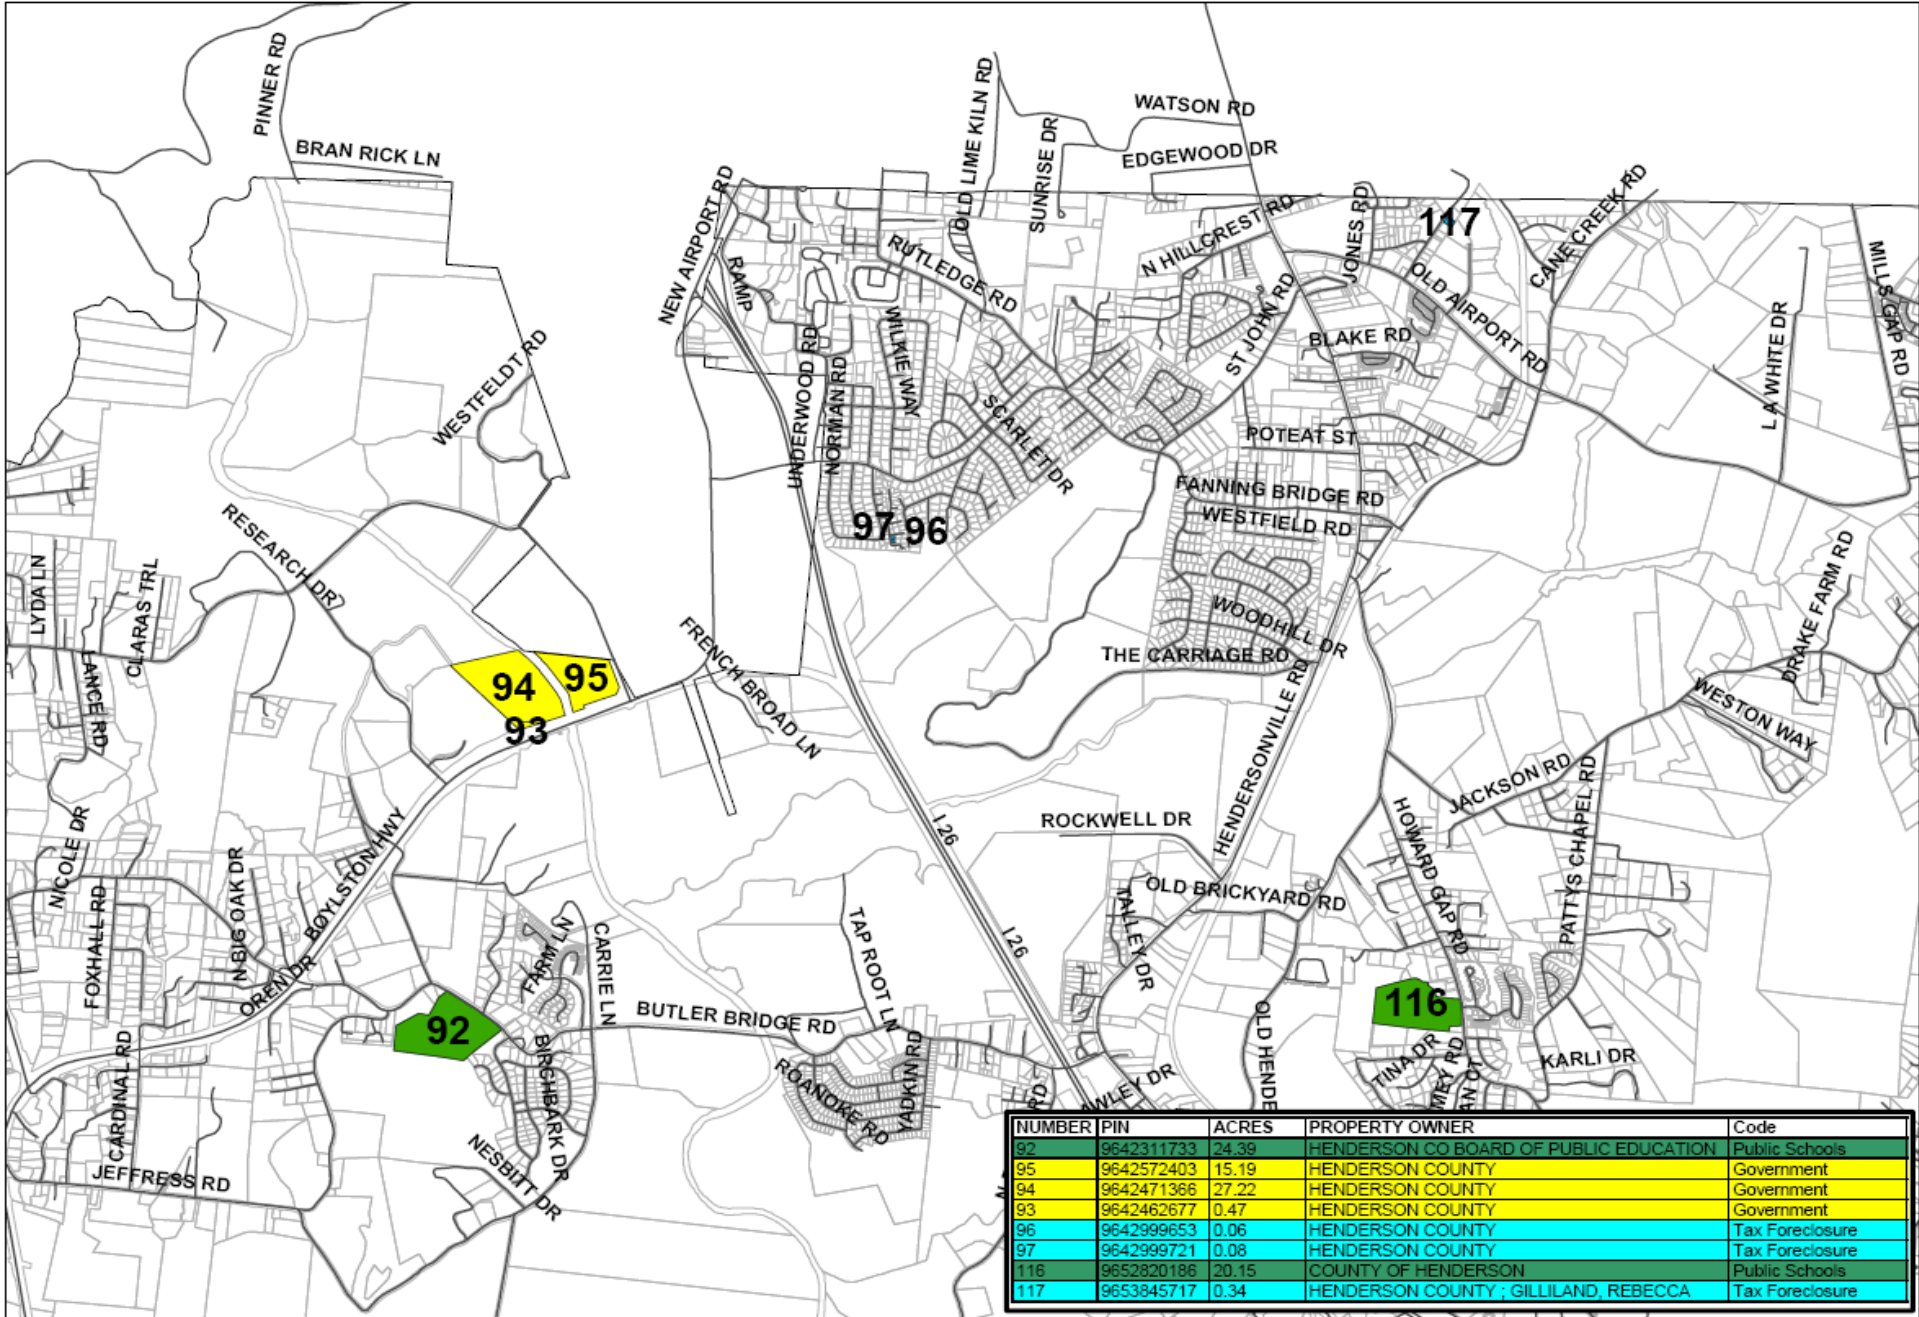 PINNER RD
BRAN RICK LN
OLD LIME KILN RD
SUNRISE DR
WATSON RD
EDGEWOOD DR
NEW AIRPORT RD
RAMP
RUTLEDGE RD
N HILLCREST RD
JONES RD
117
CANE CREEK RD
MILLS GAP RD
OLD AIRPORT RD
ST JOHN RD
BLAKE RD
L A WHITE DR
WESTFELDT RD
UNDERWOOD RD
NORMAN RD
WILKIE WAY
SCARLET DR
POTEAT ST
FANNING BRIDGE RD
WESTFIELD RD
97 96
RESEARCH DR
LYDA LN
CLARAS TRL
LANCE RD
WOODHILL DR
THE CARRIAGE RD
DRAKE FARM RD
WESTON WAY
94
95
93
FRENCH BROAD LN
HENDERSONVILLE RD
JACKSON RD
PATTYS CHAPEL RD
HOWARD GAP RD
ROCKWELL DR
I 26
NICOLE DR
FOXHALL RD
N BIG OAK DR
BOYLSTON HWY
OREN DR
OLD BRICKYARD RD
TALLEY DR
I 26
FARM LN
CARRIE LN
TAP ROOT LN
BUTLER BRIDGE RD
92
116
OLD HENDE
TINA DR
MEY RD
AN CT
KARLI DR
CARDINAL RD
BIRCHBARK DR
ROANOKE RD
YADKIN RD
RD
AWLEY DR
JEFFRESS RD
NESBITT DR
NUMBER PIN ACRES PROPERTY OWNER Code
92 9642311733 24.39 HENDERSON CO BOARD OF PUBLIC EDUCATION Public Schools
95 9642572403 15.19 HENDERSON COUNTY Government
94 9642471366 27.22 HENDERSON COUNTY Government
93 9642462677 0.47 HENDERSON COUNTY Government
96 9642999653 0.06 HENDERSON COUNTY Tax Foreclosure
97 9642999721 0.08 HENDERSON COUNTY Tax Foreclosure
116 9652820186 20.15 COUNTY OF HENDERSON Public Schools
117 9653845717 0.34 HENDERSON COUNTY ; GILLILAND, REBECCA Tax Foreclosure